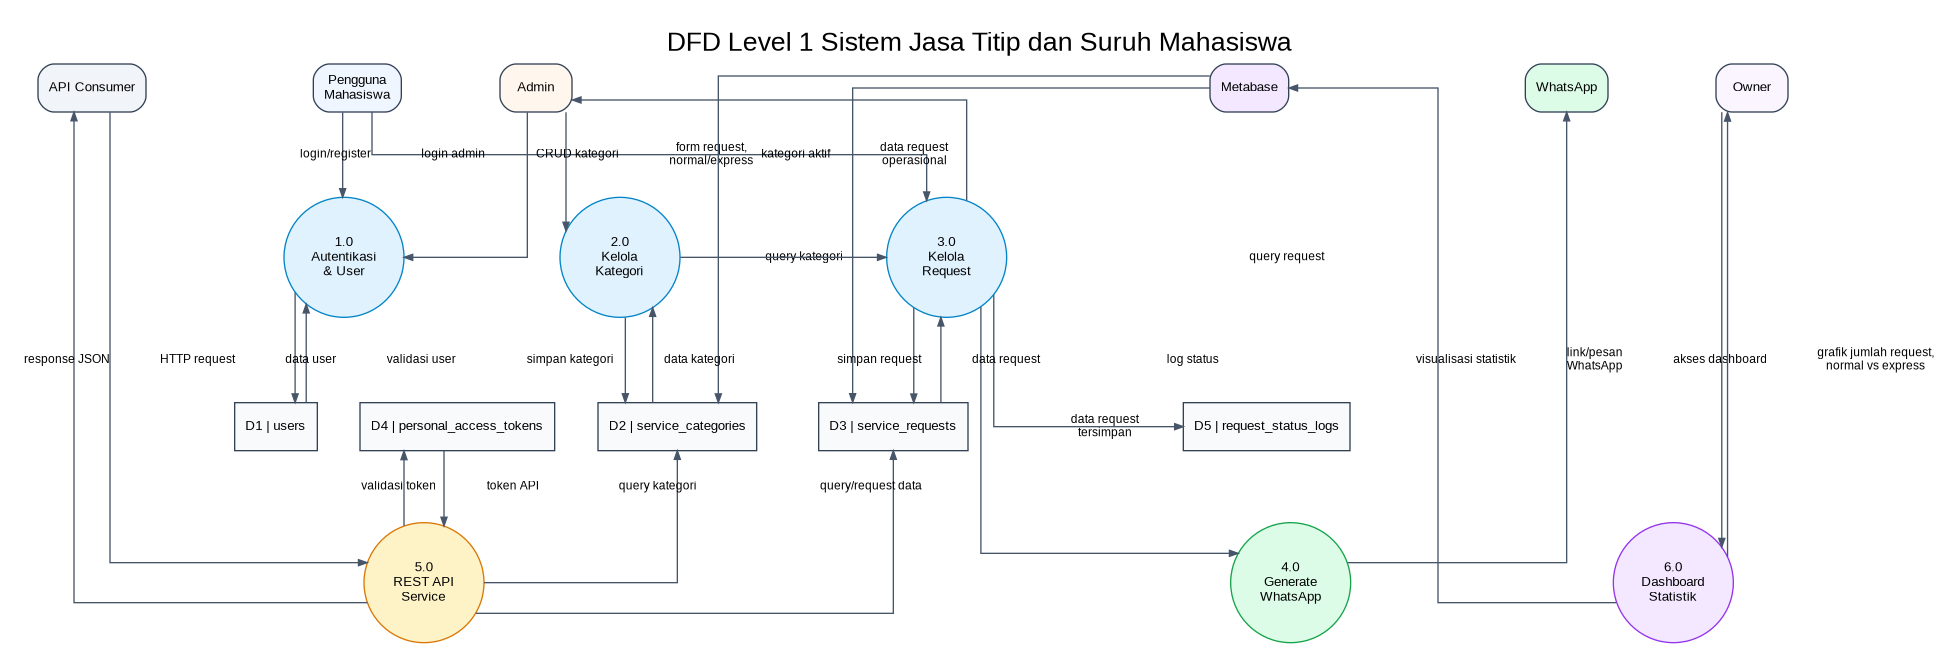 DFD Level 1 Sistem Jasa Titip dan Suruh Mahasiswa
API Consumer
Pengguna
Mahasiswa
Admin
Metabase
WhatsApp
Owner
login/register
login admin
CRUD kategori
form request,
normal/express
kategori aktif
data request
operasional
1.0
Autentikasi
& User
2.0
Kelola
Kategori
query kategori
3.0
Kelola
Request
query request
response JSON
HTTP request
data user
validasi user
simpan kategori
data kategori
simpan request
data request
log status
visualisasi statistik
link/pesan
WhatsApp
akses dashboard
grafik jumlah request,
normal vs express
D1 | users
D4 | personal_access_tokens
D2 | service_categories
D3 | service_requests
data request
tersimpan
D5 | request_status_logs
validasi token
token API
query kategori
query/request data
5.0
REST API
Service
4.0
Generate
WhatsApp
6.0
Dashboard
Statistik